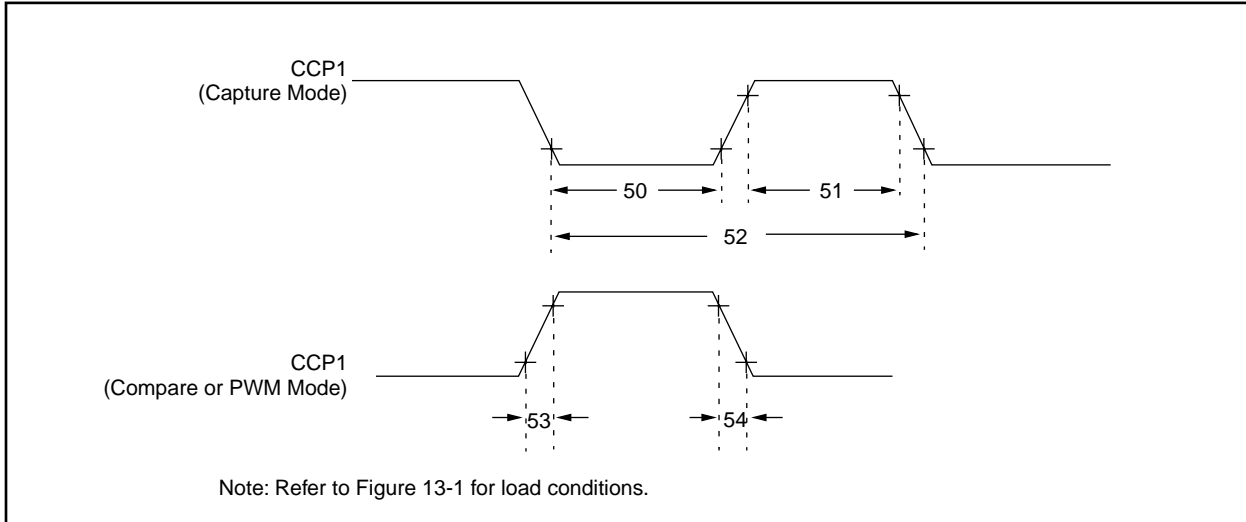 CCP1
(Capture Mode)
50
51
52
CCP1
(Compare or PWM Mode)
53
54
Note: Refer to Figure 13-1 for load conditions.